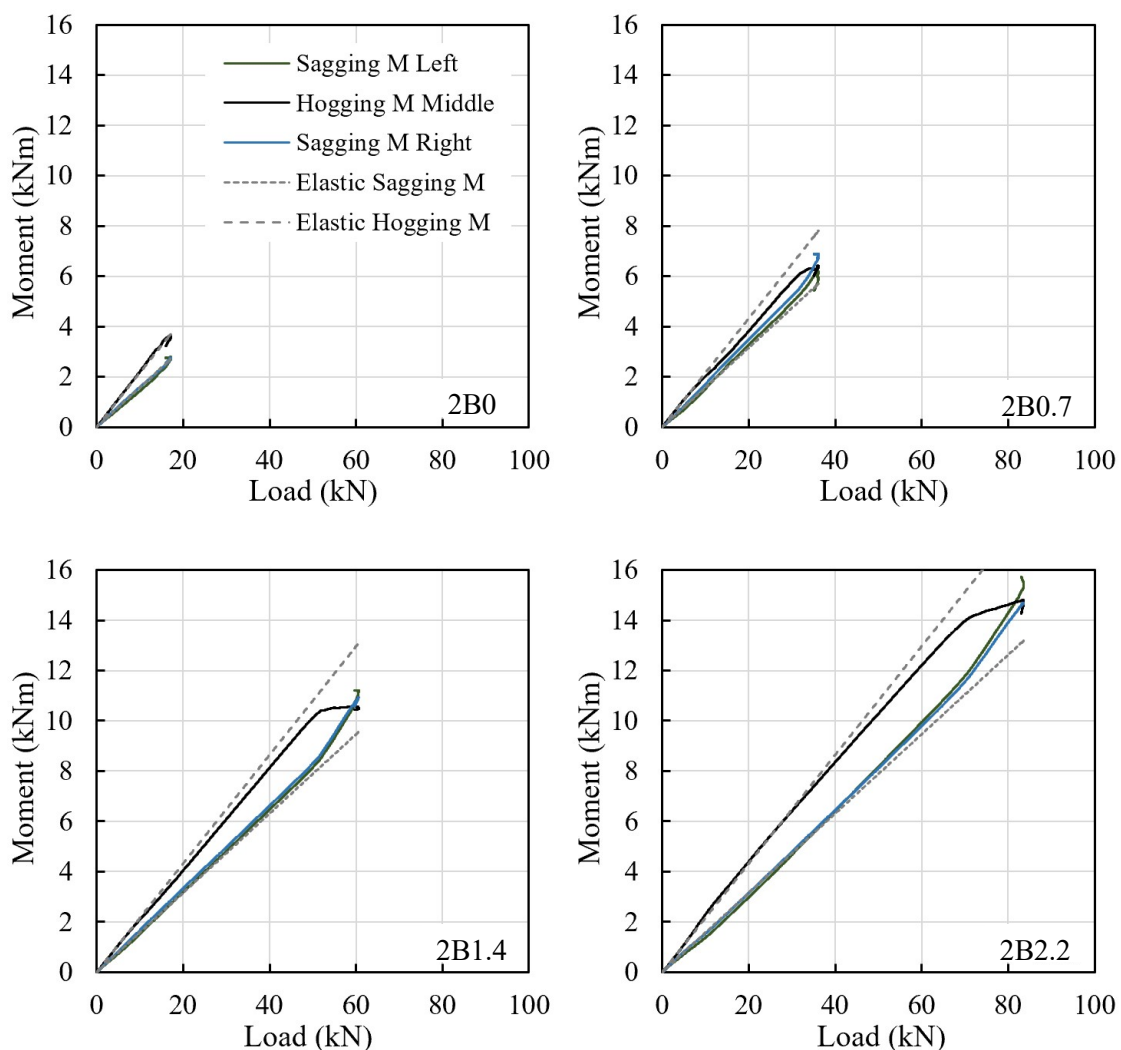 16
14
12
10
8
6
4
2
0
Moment (kNm)
Sagging M Left
Hogging M Middle
Sagging M Right
Elastic Sagging M
Elastic Hogging M
2B0
0 20 40 60 80 100
Load (kN)
16
14
12
10
8
6
4
2
0
Moment (kNm)
2B0.7
0 20 40 60 80 100
Load (kN)
16
14
12
10
8
6
4
2
0
Moment (kNm)
2B1.4
0 20 40 60 80 100
Load (kN)
16
14
12
10
8
6
4
2
0
Moment (kNm)
2B2.2
0 20 40 60 80 100
Load (kN)